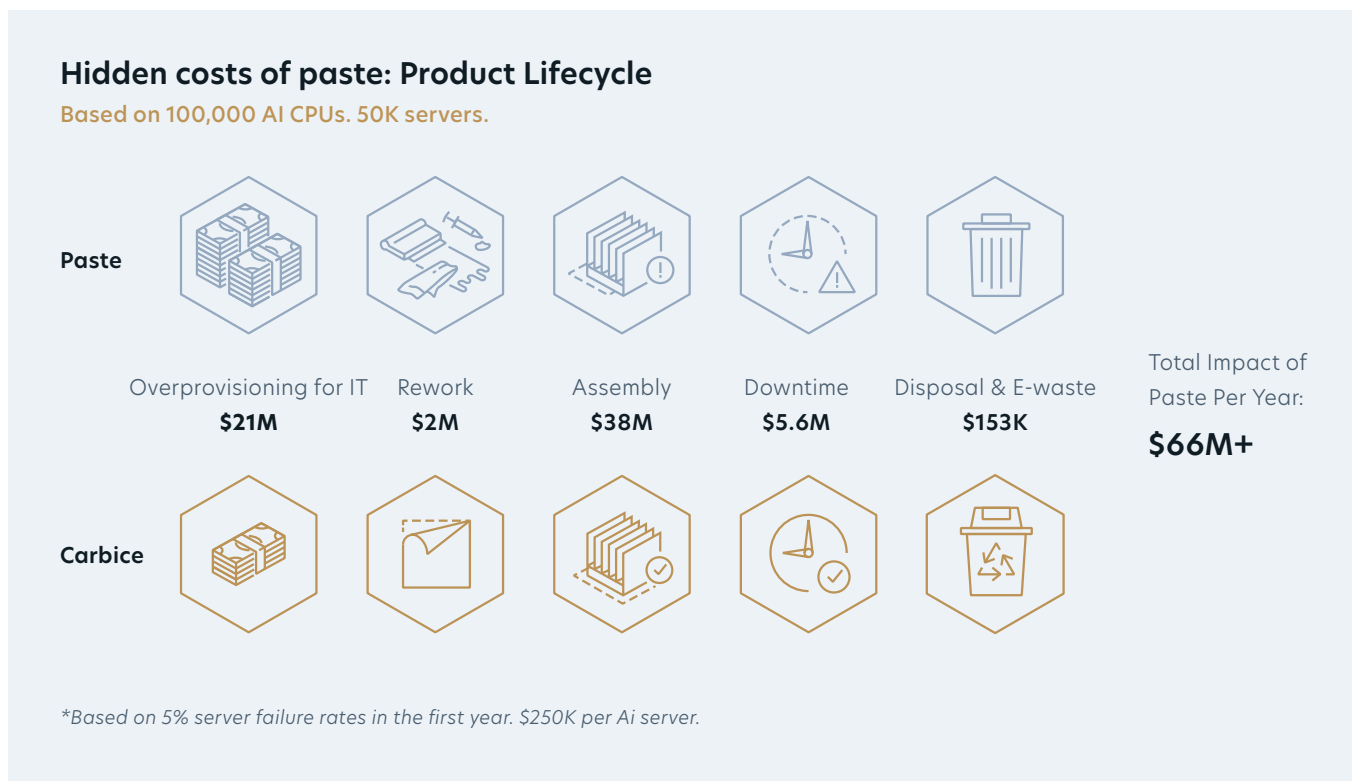 Hidden costs of paste: Product Lifecycle
Based on 100,000 AI CPUs. 50K servers.
Paste
Overprovisioning for IT
$21M
Rework
$2M
Assembly
$38M
Downtime
$5.6M
Disposal & E-waste
$153K
Total Impact of
Paste Per Year:
$66M+
Carbice
*Based on 5% server failure rates in the first year. $250K per Ai server.